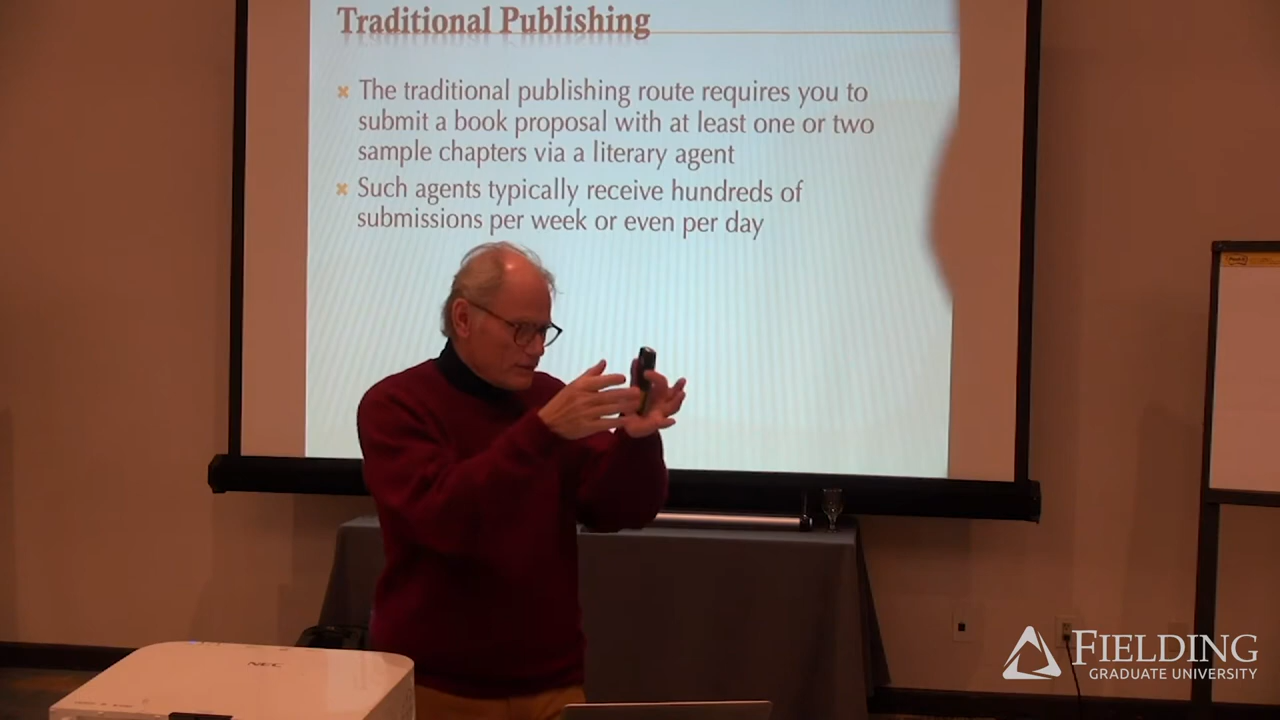 Traditional Publishing
The traditional publishing route requires you to
submit a book proposal with at least one or two
sample chapters via a literary agent
Such agents typically receive hundreds of
submissions per week or even per day
NEC
FIELDING
GRADUATE UNIVERSITY